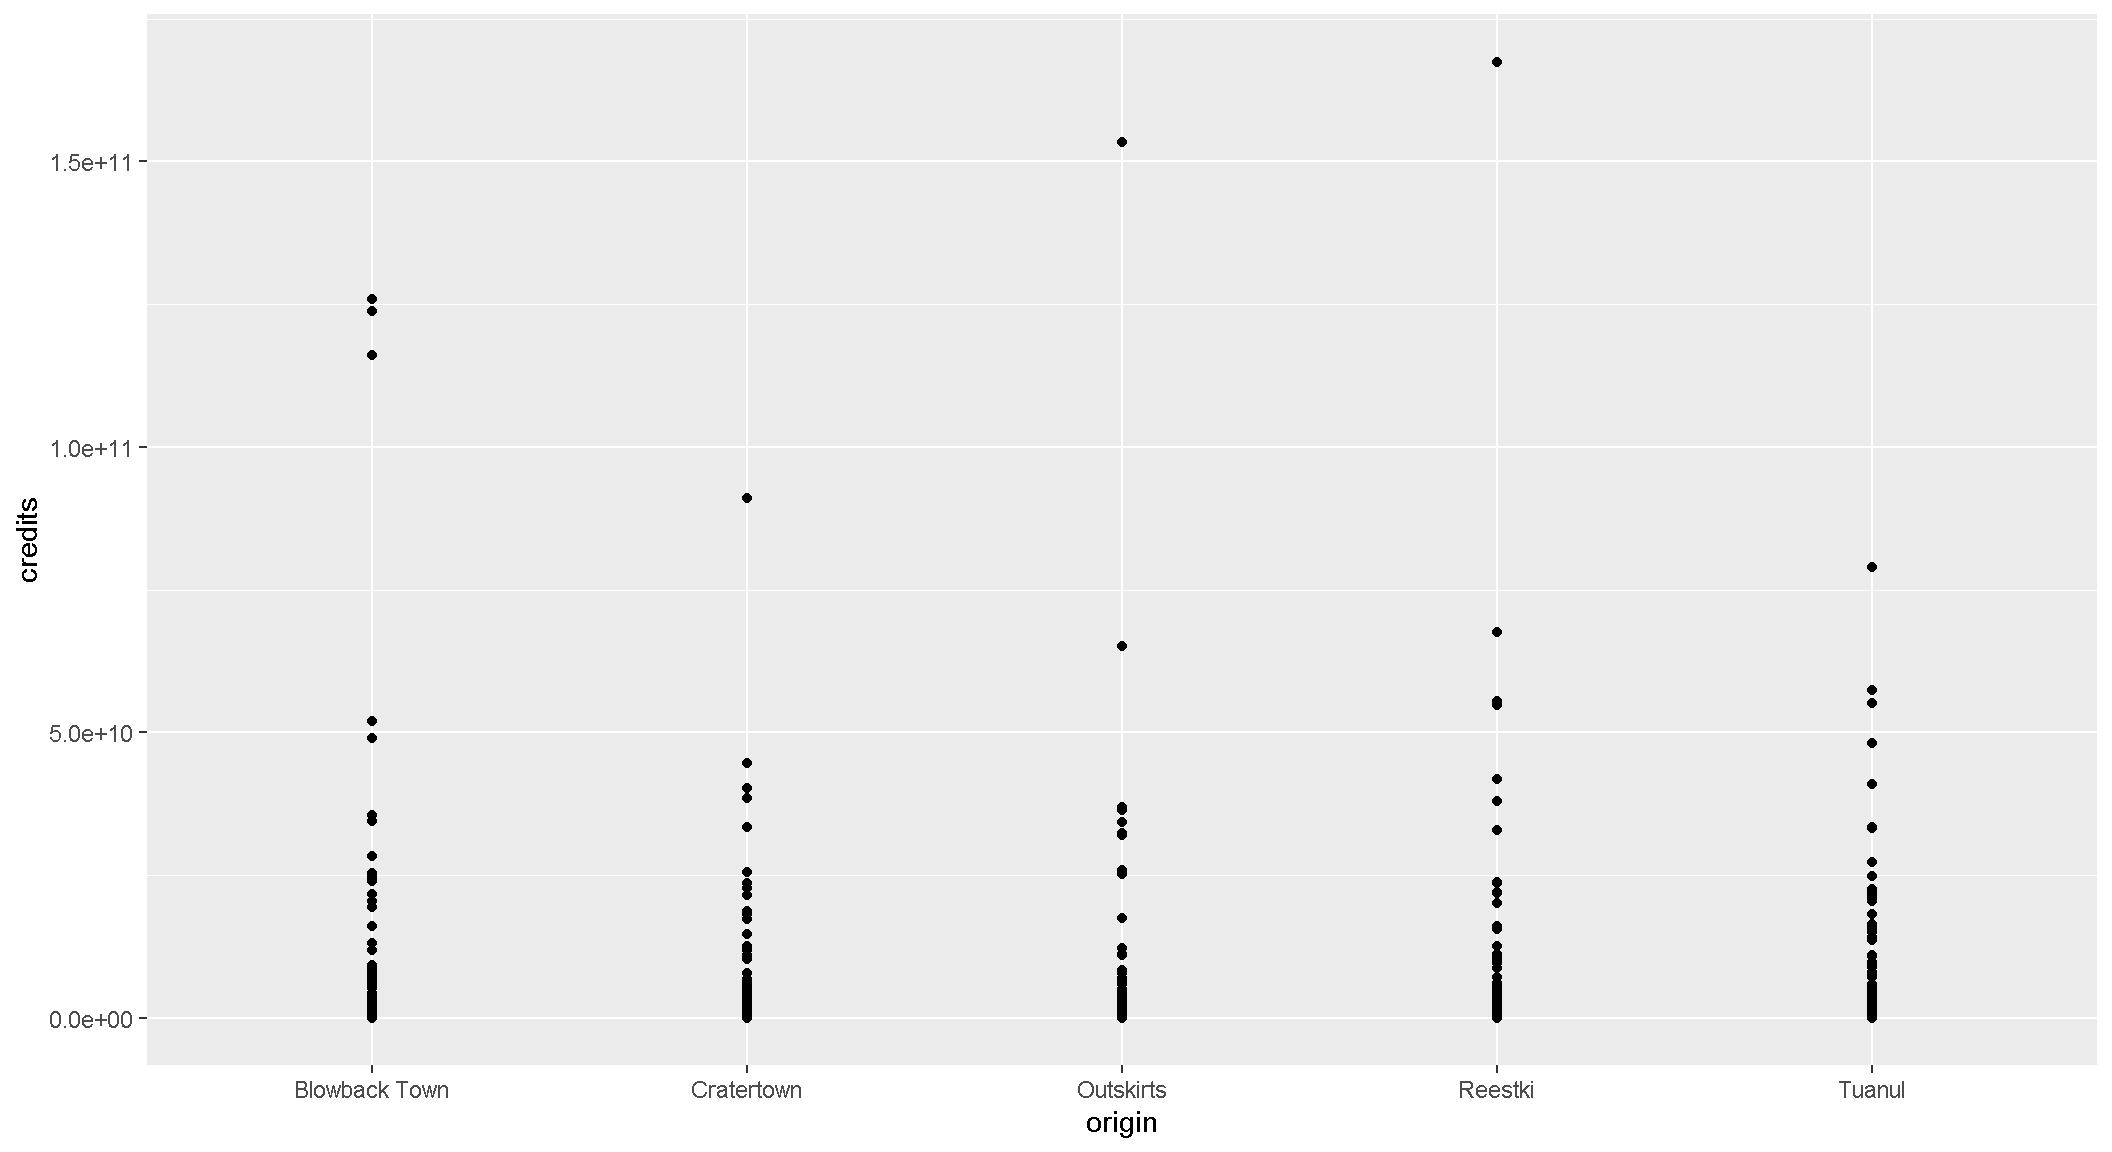 1.5e+11
1.0e+11
5.0e+10
0.0e+00
credits
Blowback Town Cratertown Outskirts Reestki Tuanul
origin